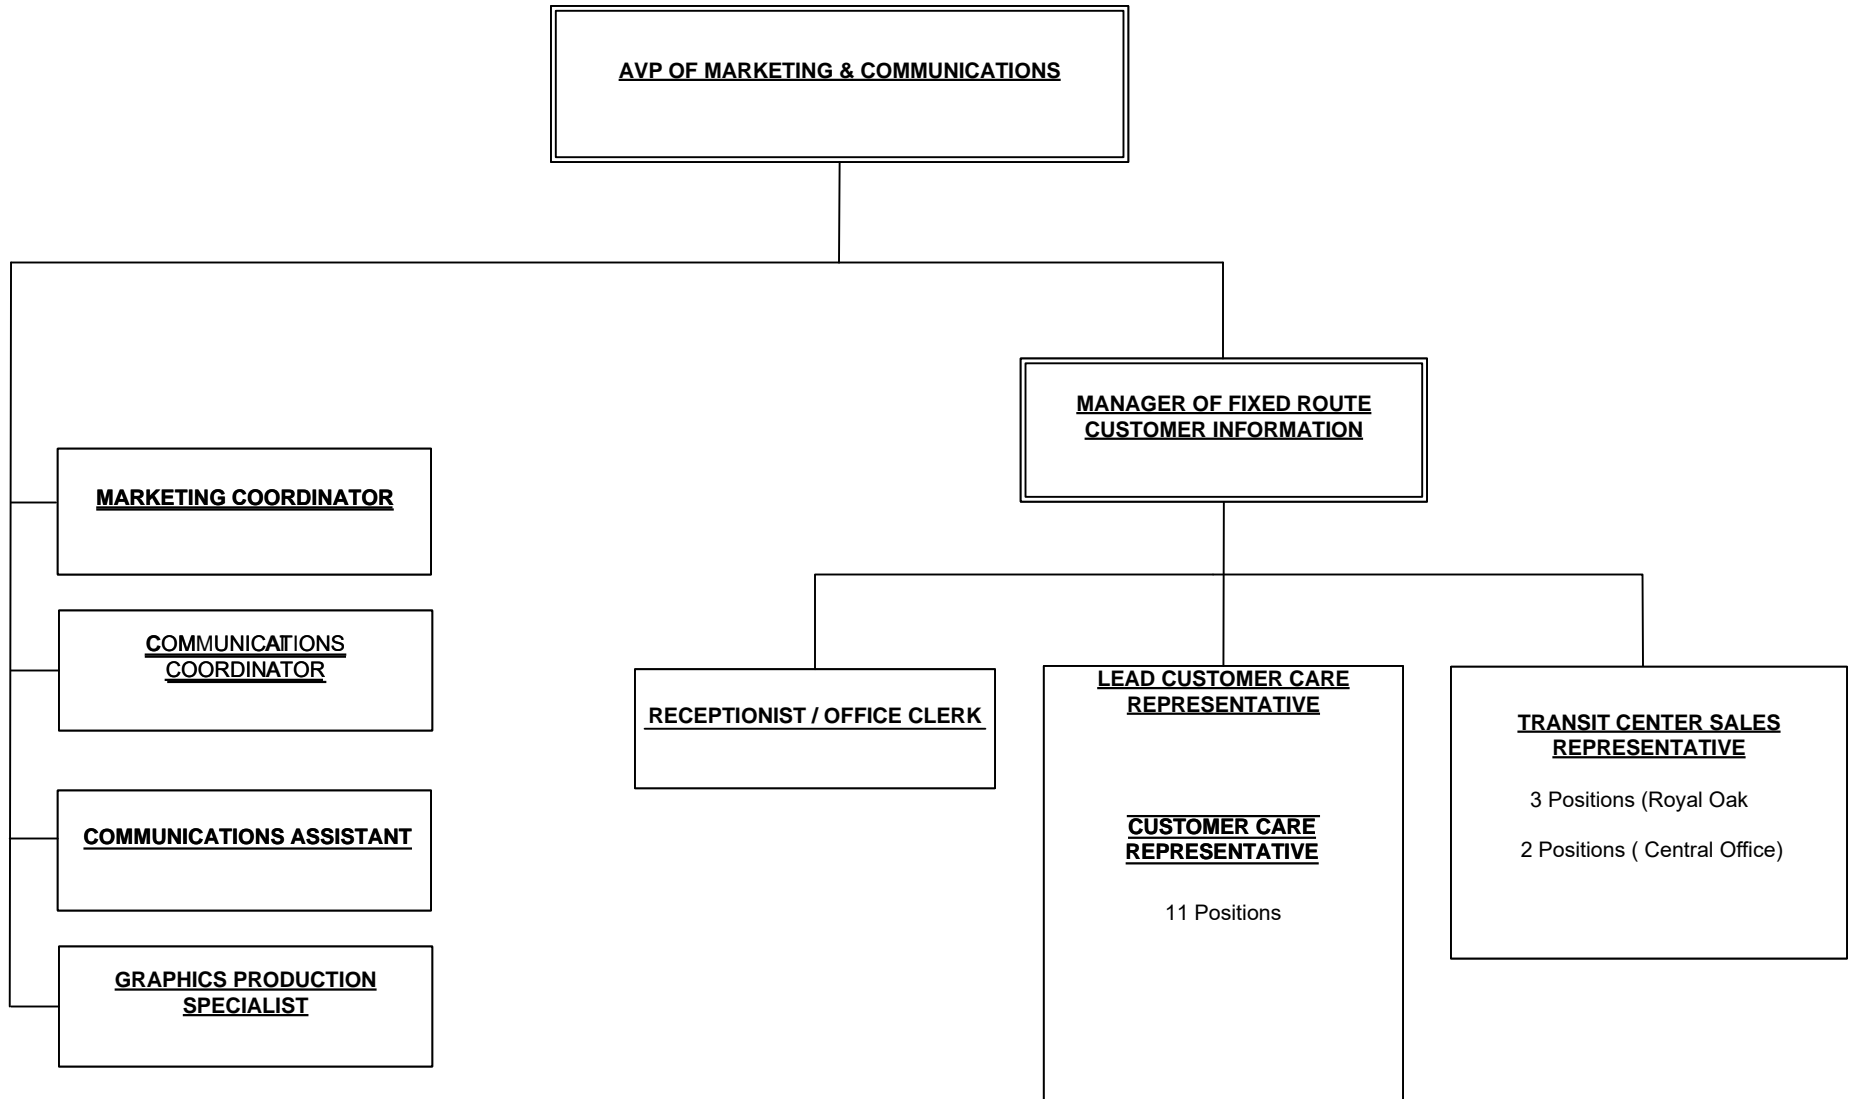 AVP OF MARKETING & COMMUNICATIONS
MANAGER OF FIXED ROUTE
CUSTOMER INFORMATION
MARKETING COORDINATOR
COMMUNICATIONS
COORDINATOR
COMMUNICATIONS ASSISTANT
GRAPHICS PRODUCTION
SPECIALIST
RECEPTIONIST / OFFICE CLERK
LEAD CUSTOMER CARE
REPRESENTATIVE
CUSTOMER CARE
REPRESENTATIVE
11 Positions
TRANSIT CENTER SALES
REPRESENTATIVE
3 Positions (Royal Oak
2 Positions ( Central Office)